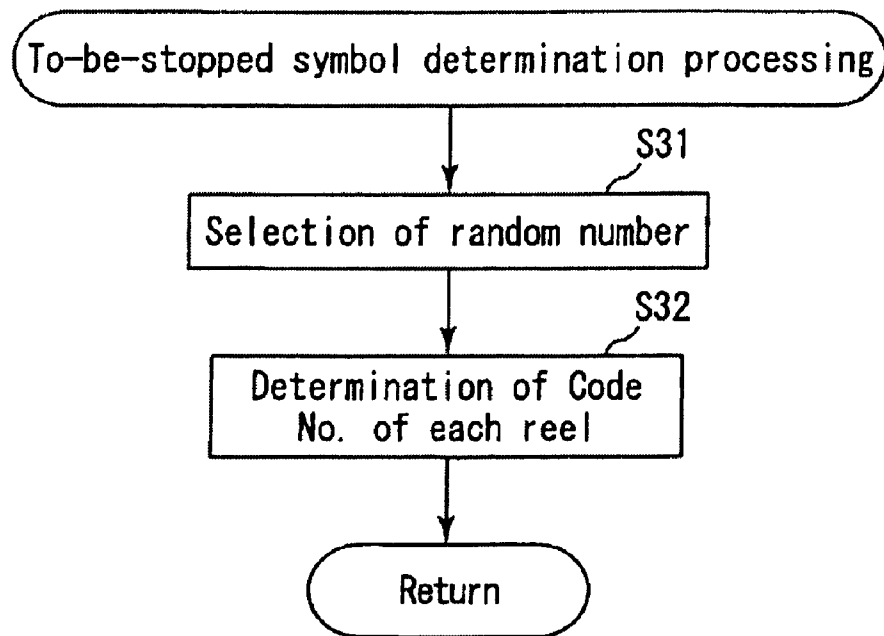 To-be-stopped symbol determination processing
S31
Selection of random number
S32
Determination of Code
No. of each reel
Return